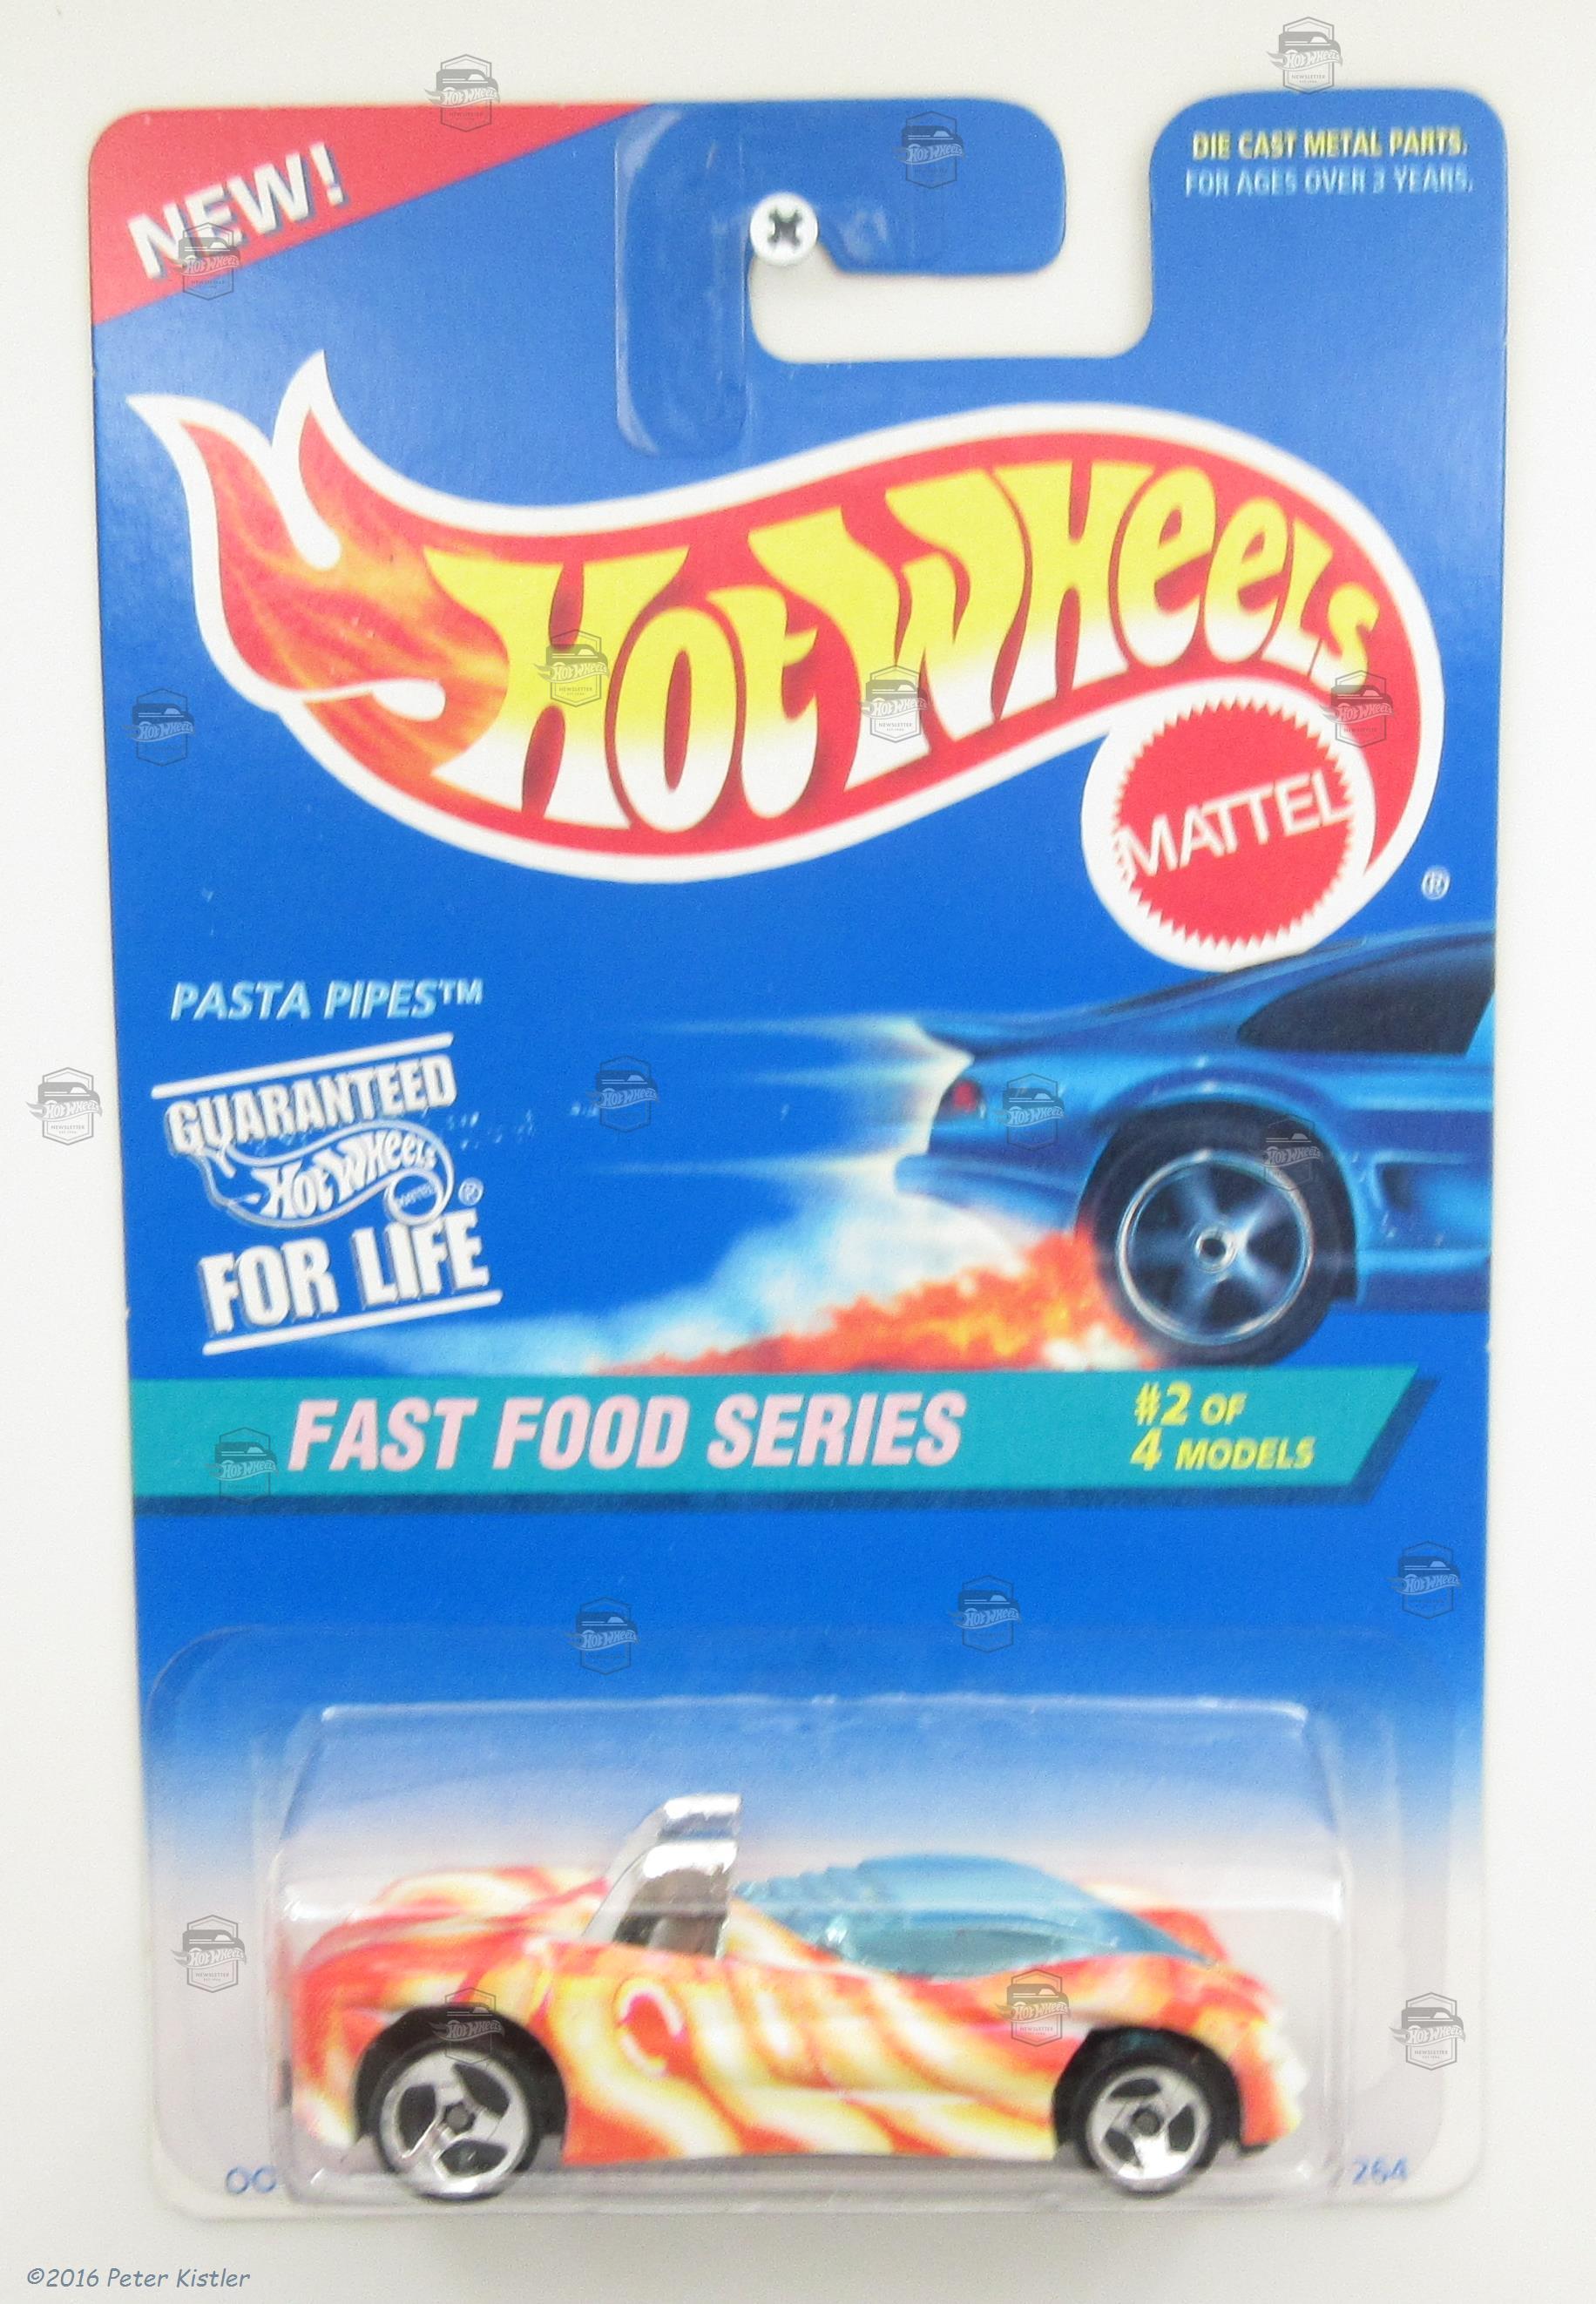 NEW!
DIE CAST METAL PARTS.
FOR AGES OVER 3 YEARS.
Hot Wheels
MATTEL
®
PASTA PIPES™
GUARANTEED
Hot Wheels
®
FOR LIFE
FAST FOOD SERIES
#2 OF
4 MODELS
264
©2016 Peter Kistler